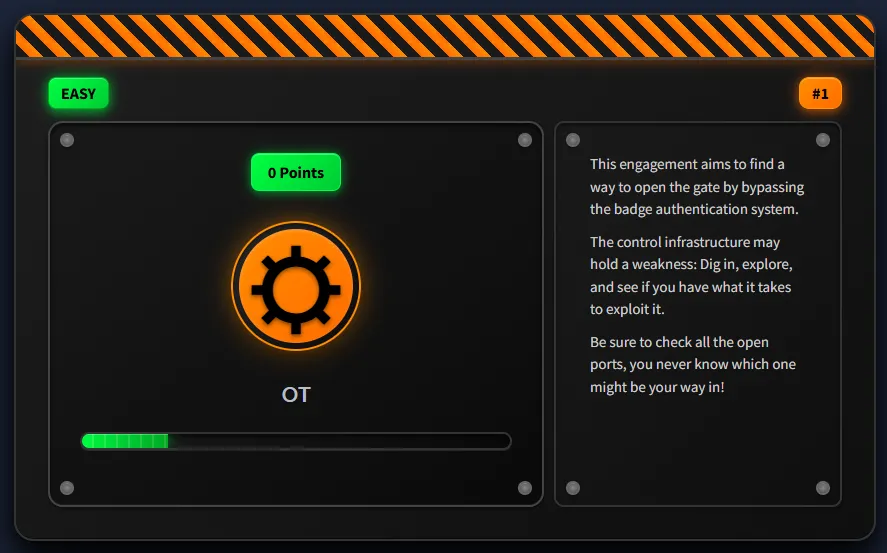 EASY
#1
0 Points
OT
This engagement aims to find a
way to open the gate by bypassing
the badge authentication system.
The control infrastructure may
hold a weakness: Dig in, explore,
and see if you have what it takes
to exploit it.
Be sure to check all the open
ports, you never know which one
might be your way in!